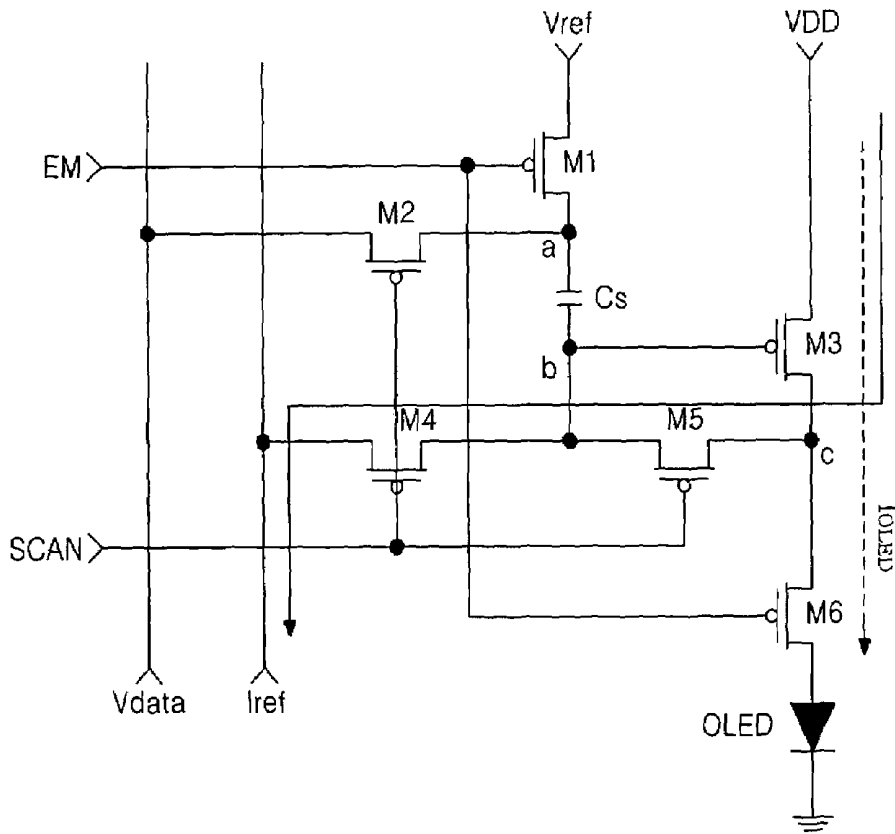 Vref
VDD
EM
M1
M2
a
Cs
M3
b
M4
M5
c
IOLED
SCAN
M6
Vdata
Iref
OLED